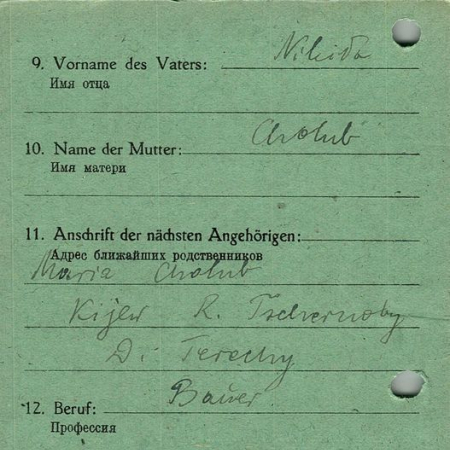 9. Vorname des Vaters: Nikida
Имя отца
10. Name der Mutter: Cholub
Имя матери
11. Anschrift der nächsten Angehörigen:
Адрес ближайших родственников
Maria Cholub
Kijew R. Tschernoby
D. Terechy
12. Beruf: Bauer
Профессия